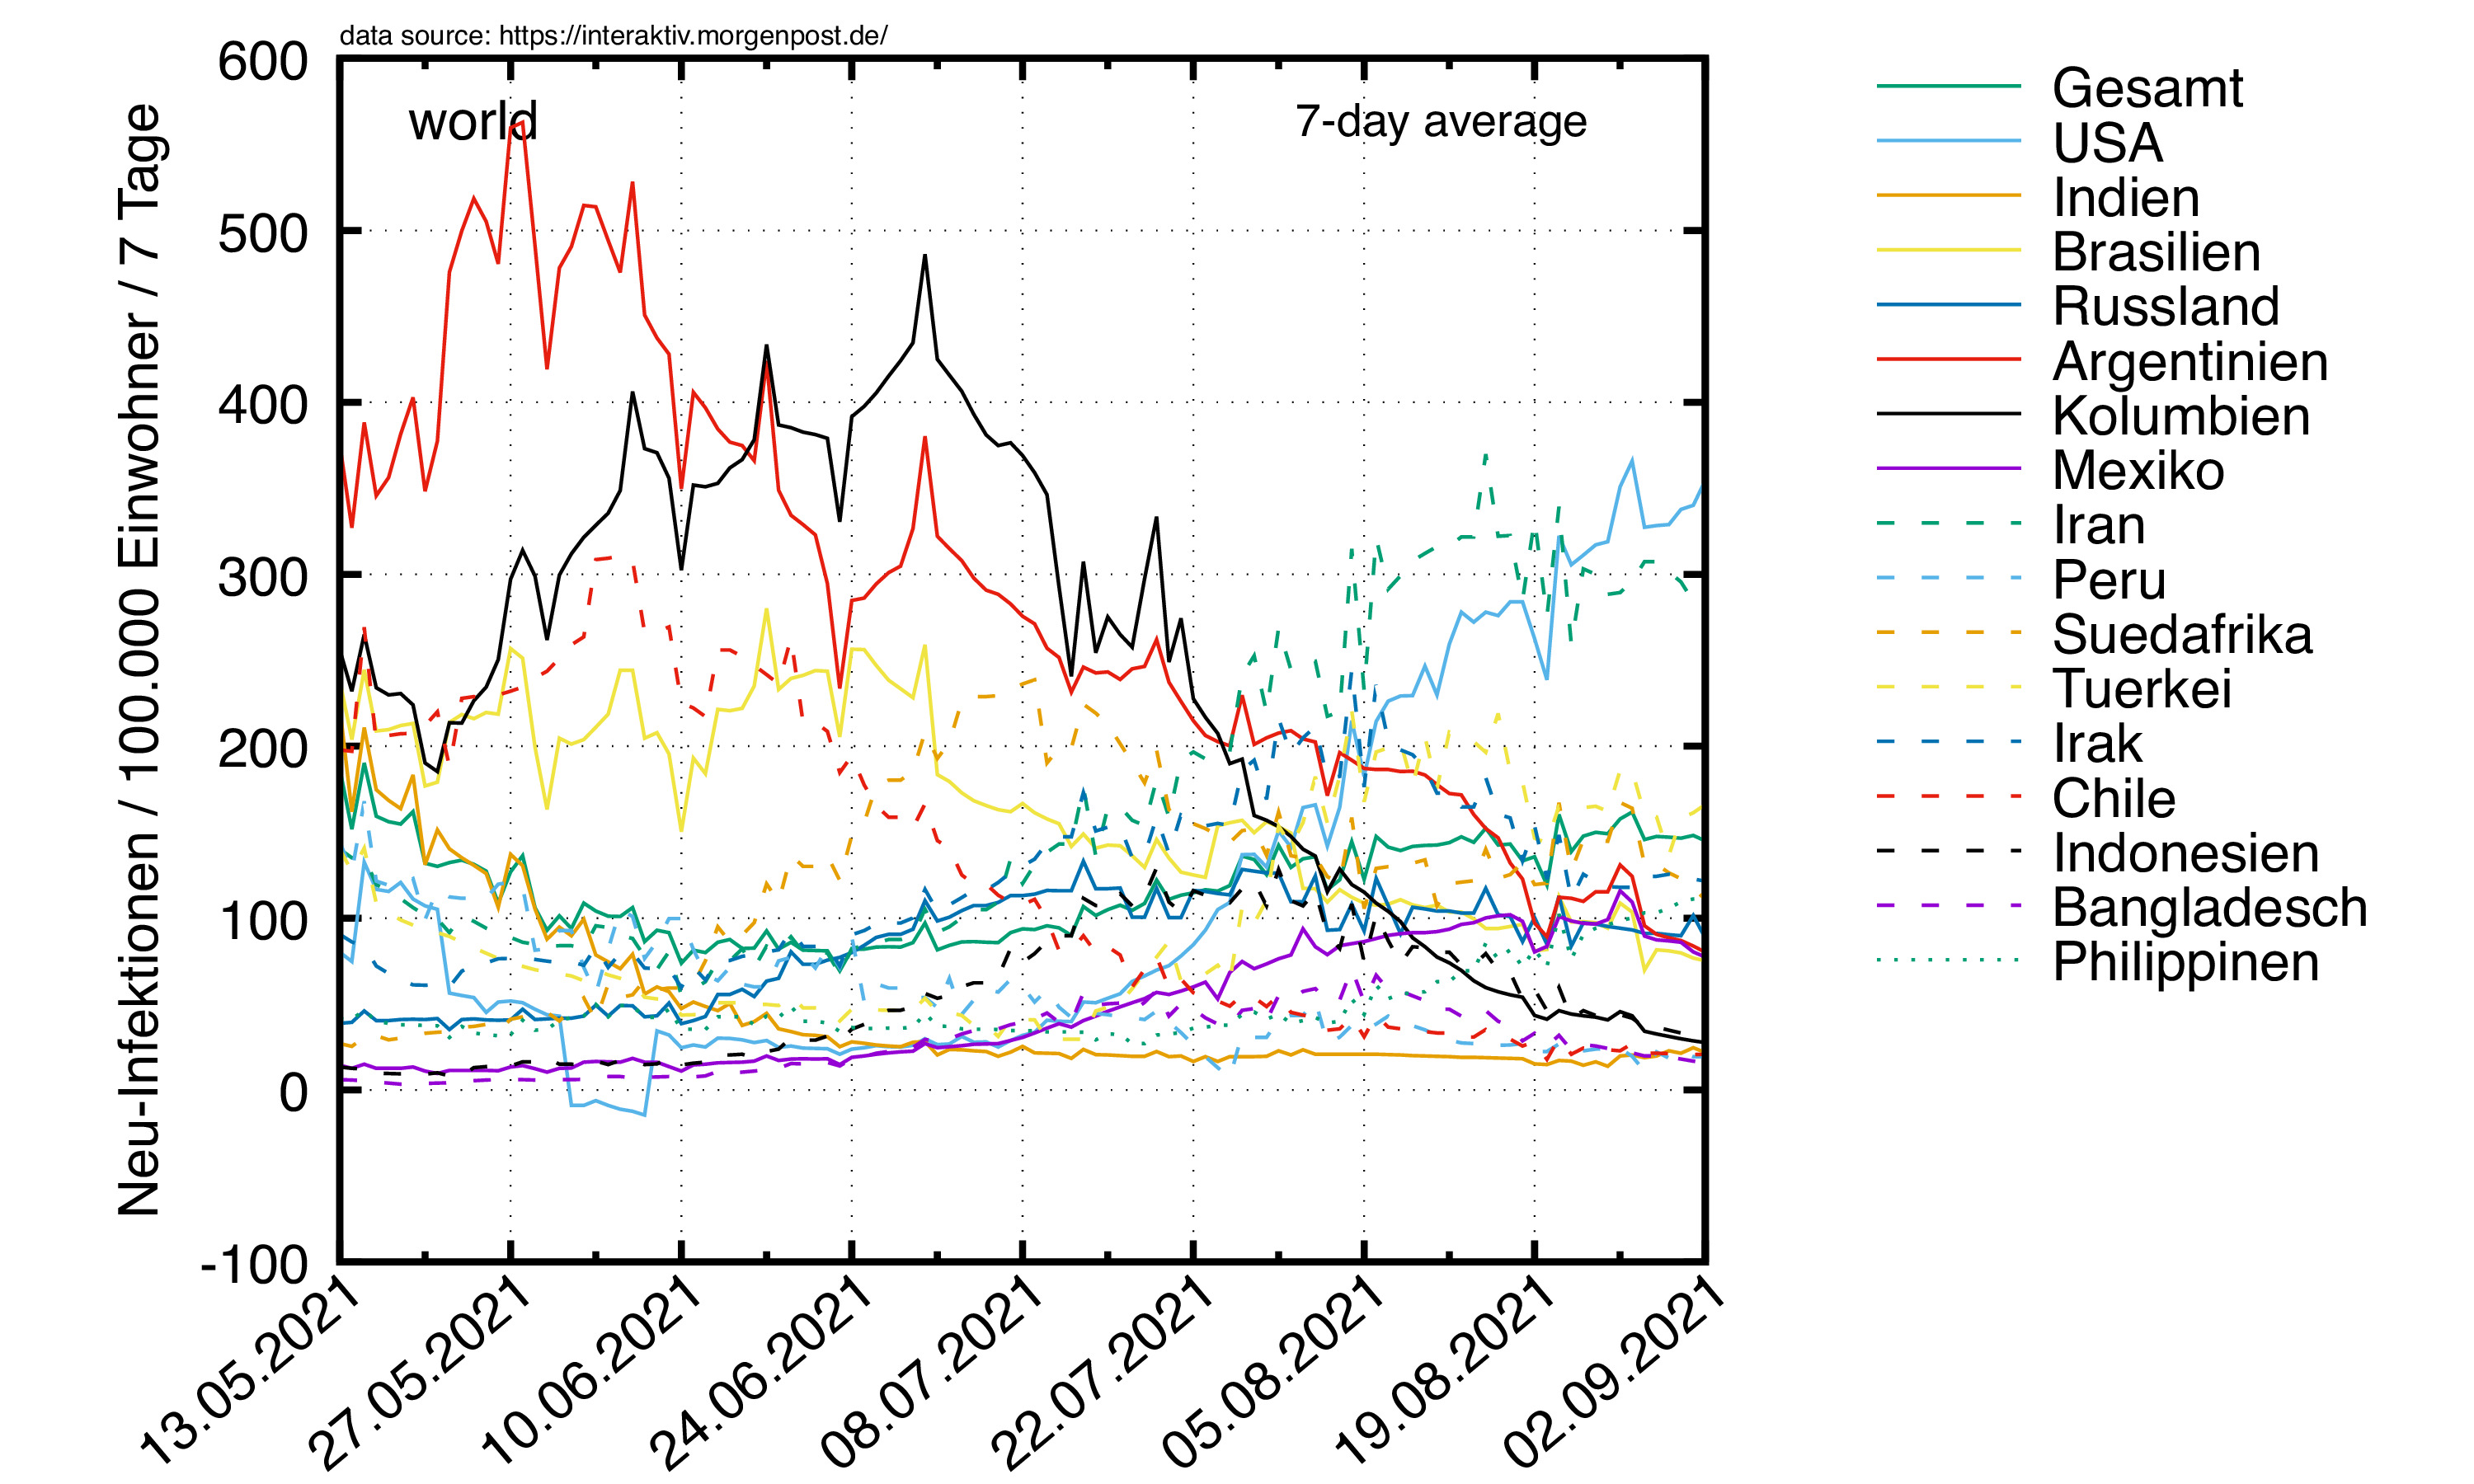 data source: https://interaktiv.morgenpost.de/
world
7-day average
Neu-Infektionen / 100.000 Einwohner / 7 Tage
600
500
400
300
200
100
0
-100
13.05.2021
27.05.2021
10.06.2021
24.06.2021
08.07.2021
22.07.2021
05.08.2021
19.08.2021
02.09.2021
Gesamt
USA
Indien
Brasilien
Russland
Argentinien
Kolumbien
Mexiko
Iran
Peru
Suedafrika
Tuerkei
Irak
Chile
Indonesien
Bangladesch
Philippinen